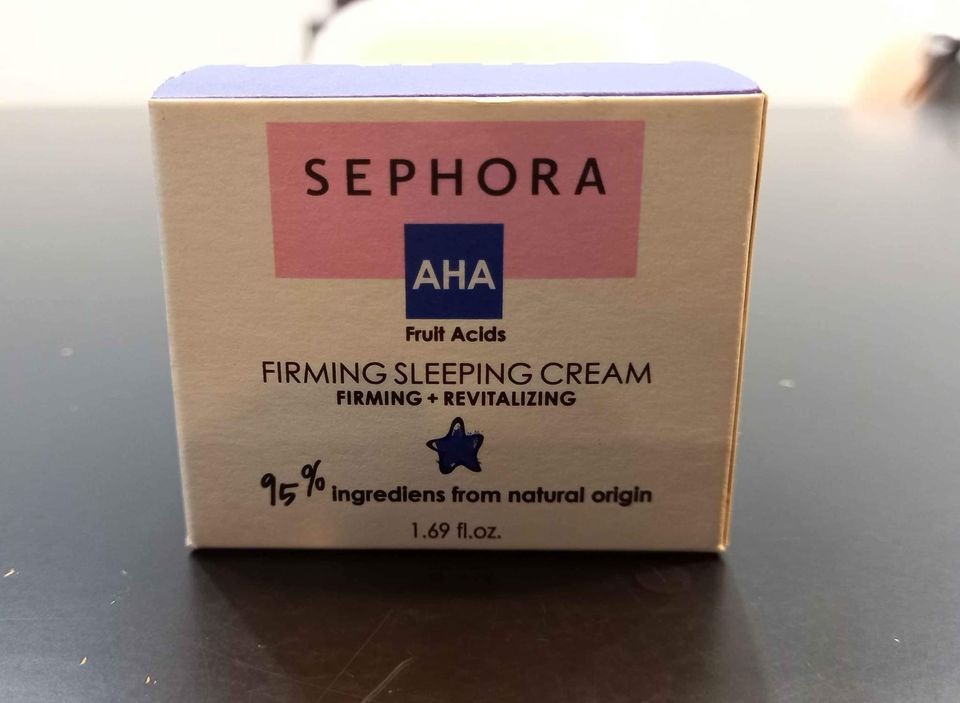 SEPHORA
AHA
Fruit Acids
FIRMING SLEEPING CREAM
FIRMING + REVITALIZING
95% ingrediens from natural origin
1.69 fl.oz.